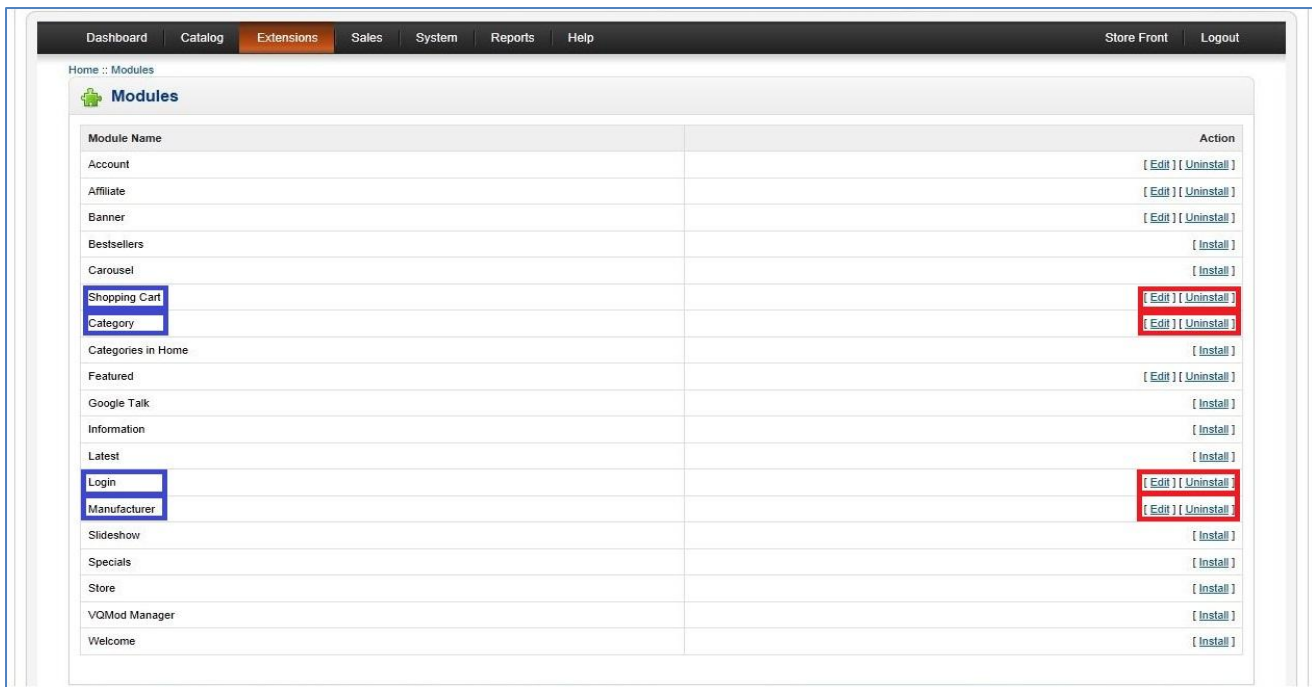 Dashboard Catalog Extensions Sales System Reports Help Store Front Logout
Home :: Modules
Modules
Module Name Action
Account [ Edit ] [ Uninstall ]
Affiliate [ Edit ] [ Uninstall ]
Banner [ Edit ] [ Uninstall ]
Bestsellers [ Install ]
Carousel [ Install ]
Shopping Cart [ Edit ] [ Uninstall ]
Category [ Edit ] [ Uninstall ]
Categories in Home [ Install ]
Featured [ Edit ] [ Uninstall ]
Google Talk [ Install ]
Information [ Install ]
Latest [ Install ]
Login [ Edit ] [ Uninstall ]
Manufacturer [ Edit ] [ Uninstall ]
Slideshow [ Install ]
Specials [ Install ]
Store [ Install ]
VQMod Manager [ Install ]
Welcome [ Install ]